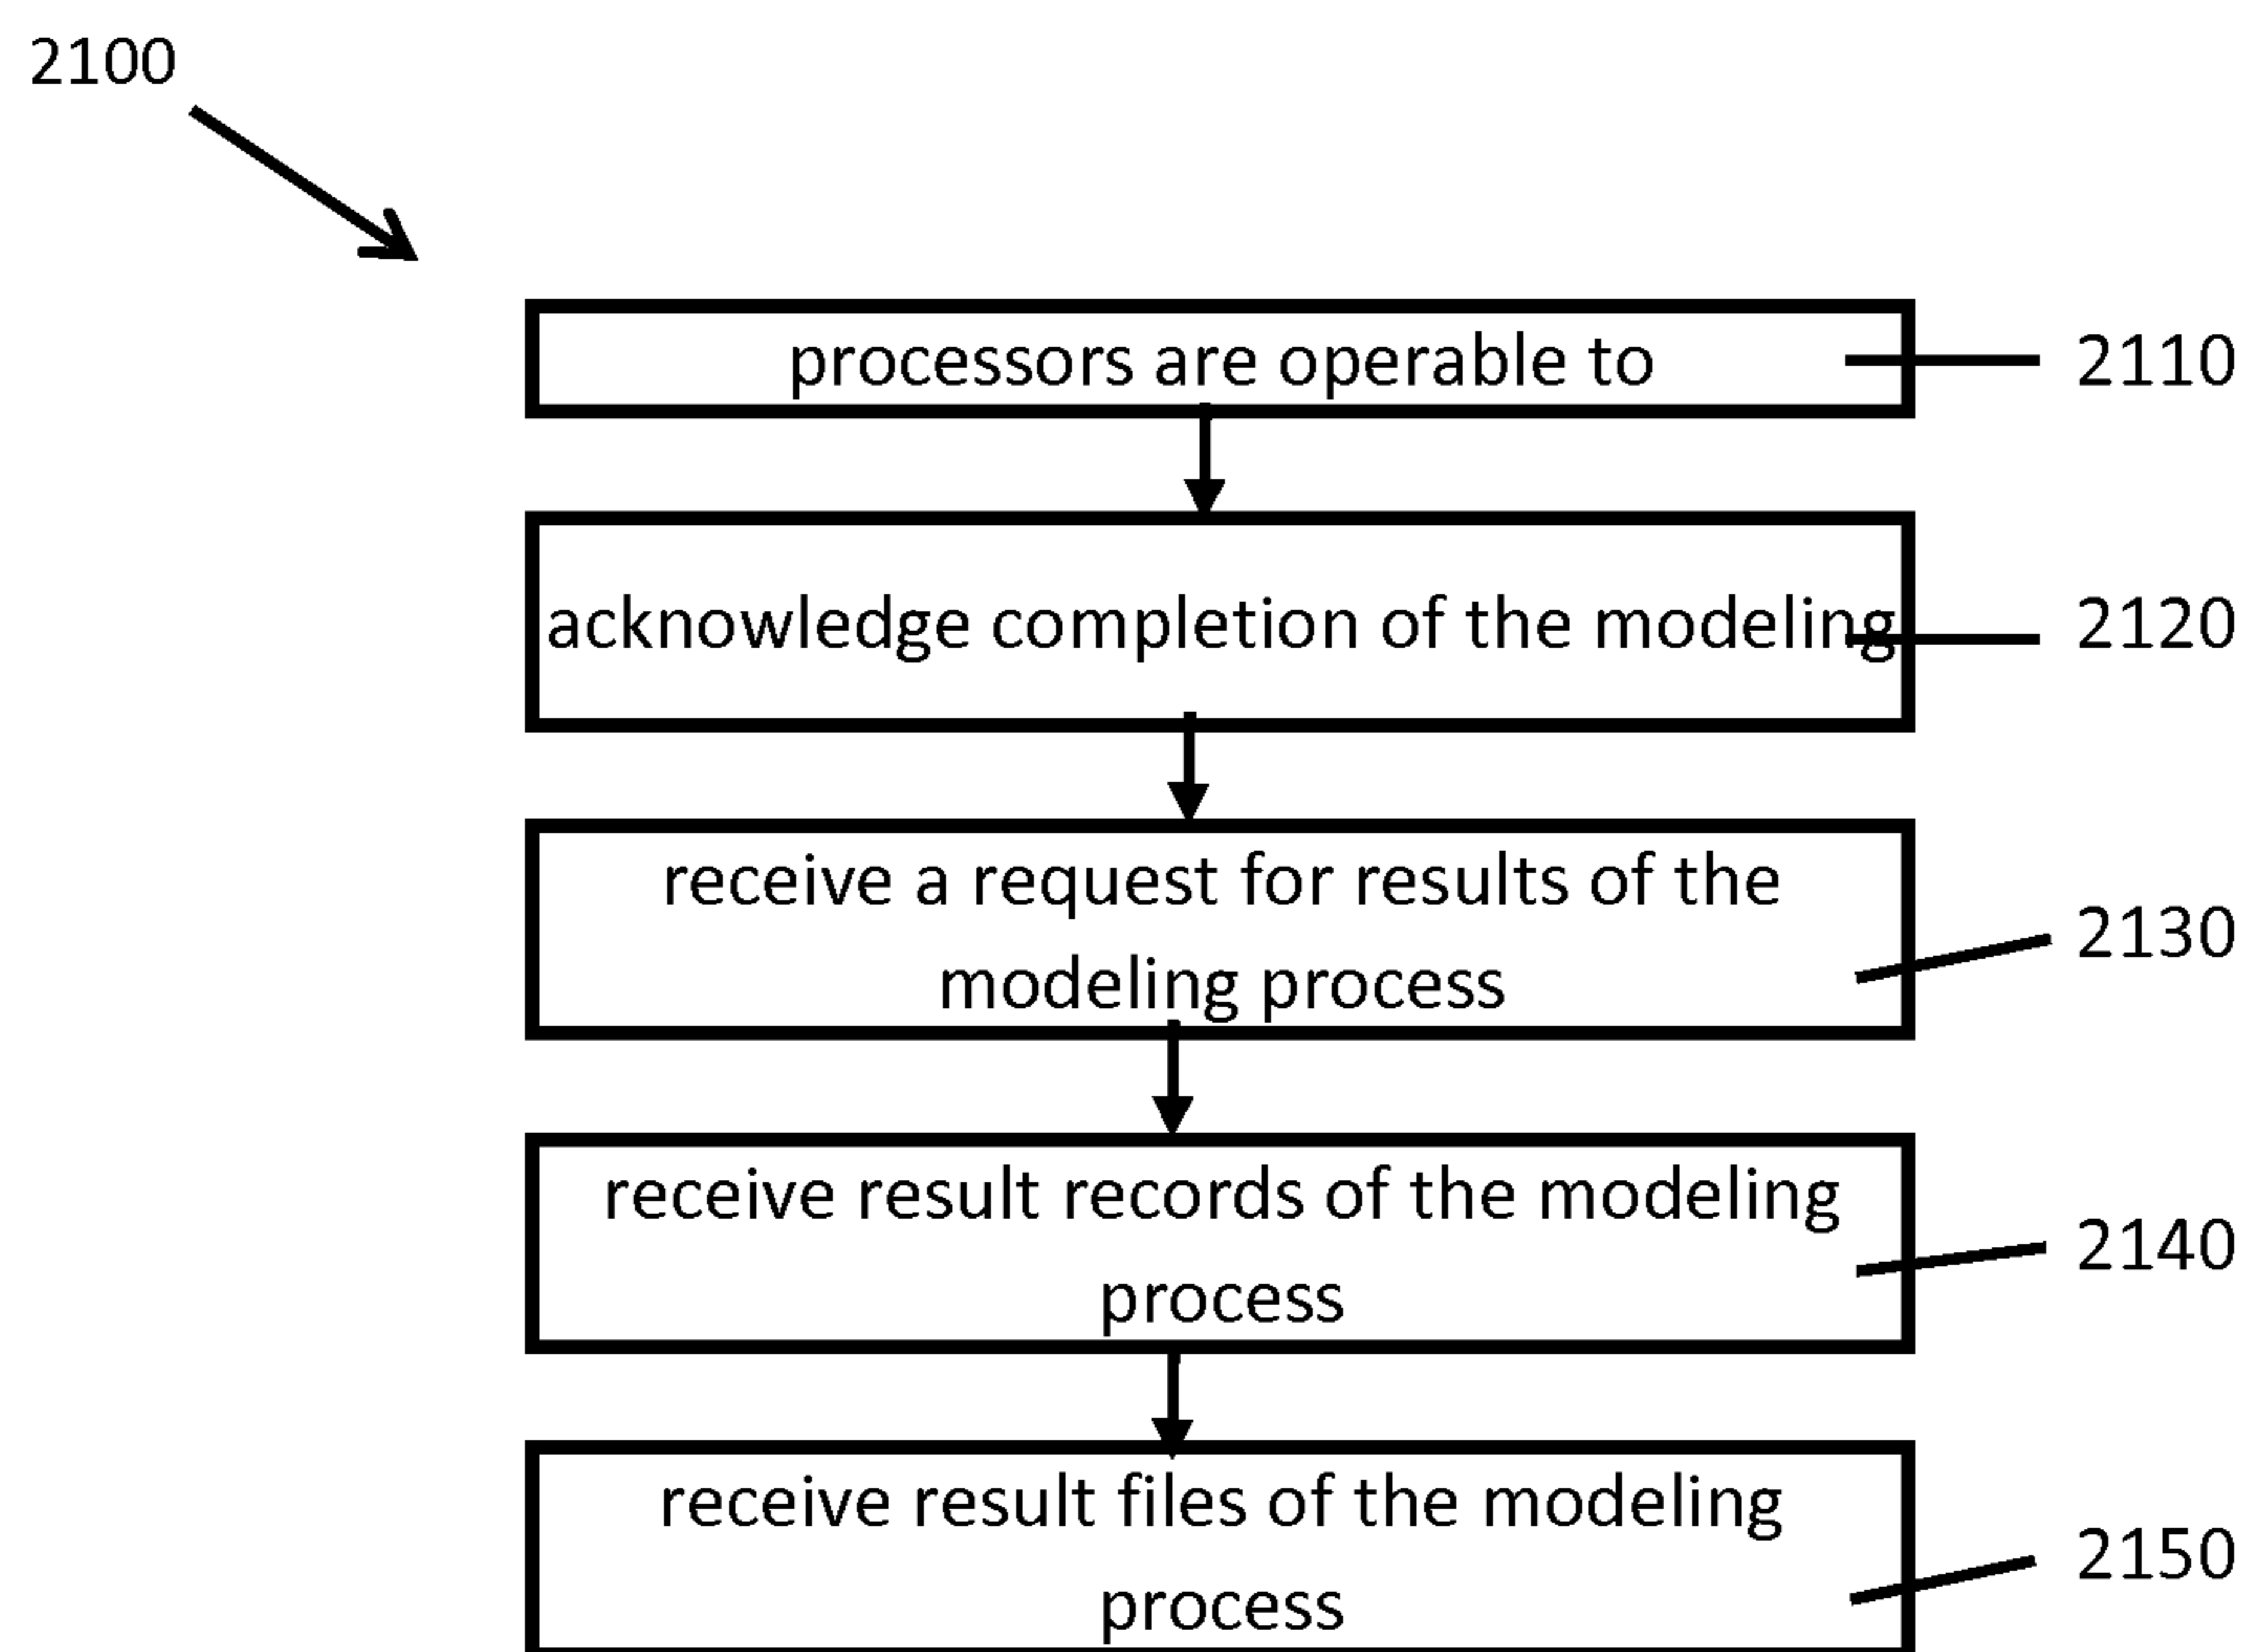 2100
processors are operable to
2110
acknowledge completion of the modeling
2120
receive a request for results of the
modeling process
2130
receive result records of the modeling
process
2140
receive result files of the modeling
process
2150